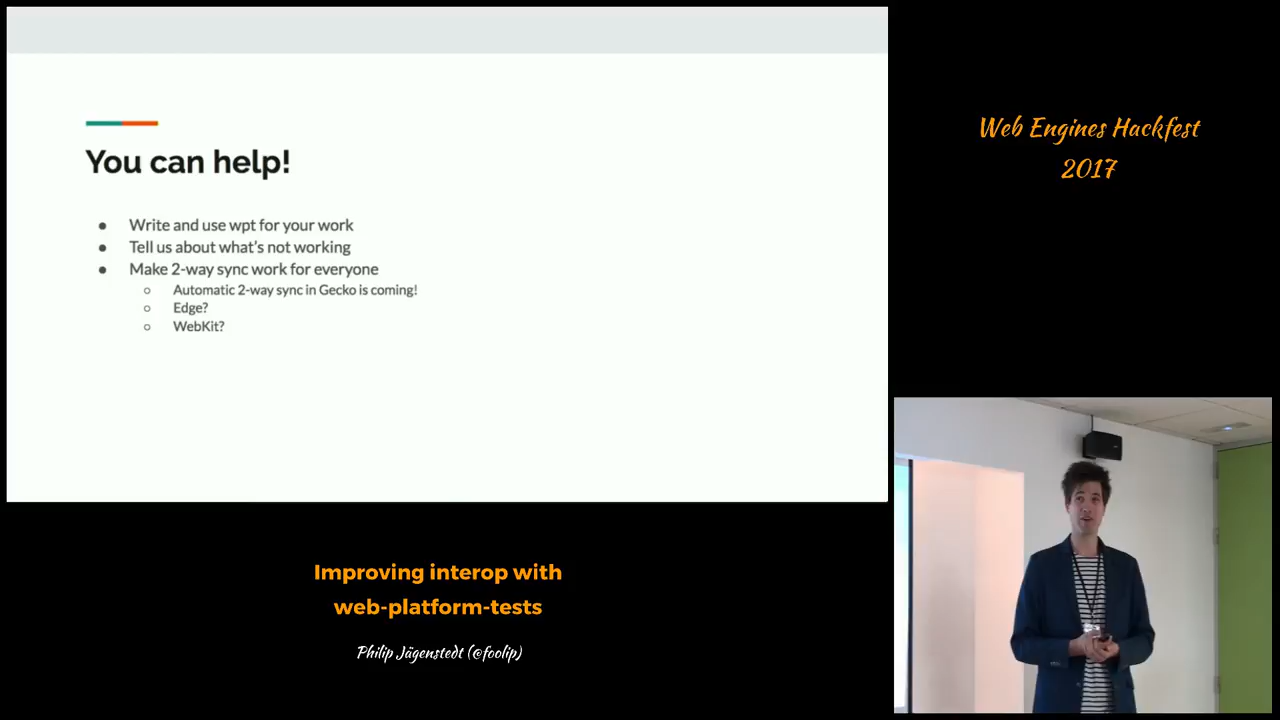 You can help!
● Write and use wpt for your work
● Tell us about what's not working
● Make 2-way sync work for everyone
○ Automatic 2-way sync in Gecko is coming!
○ Edge?
○ WebKit?
Web Engines Hackfest
2017
Improving interop with
web-platform-tests
Philip Jägenstedt (@foolip)